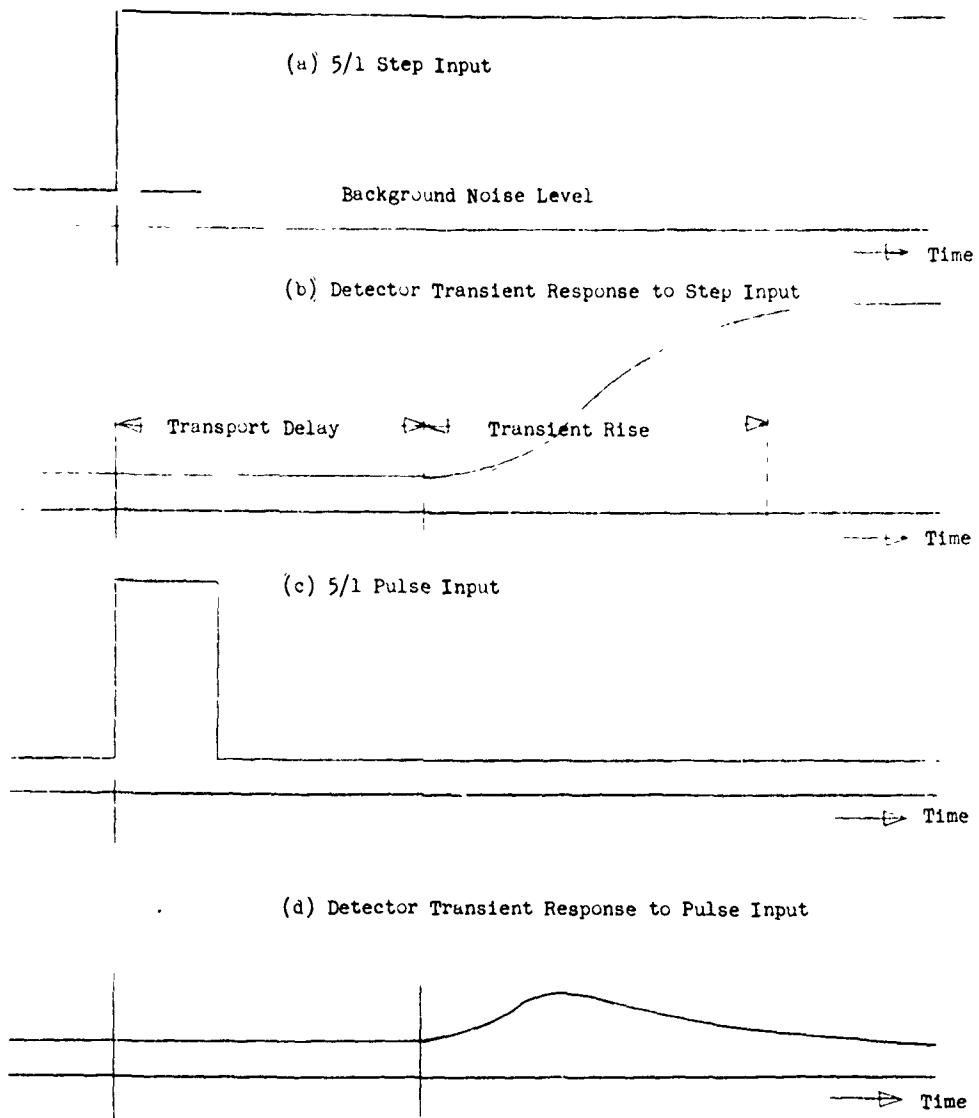 (a) 5/1 Step Input
Background Noise Level
Time
(b) Detector Transient Response to Step Input
Transport Delay
Transient Rise
Time
(c) 5/1 Pulse Input
Time
(d) Detector Transient Response to Pulse Input
Time